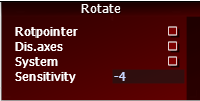 Rotate
Rotpointer
Dis.axes
System
Sensitivity -4